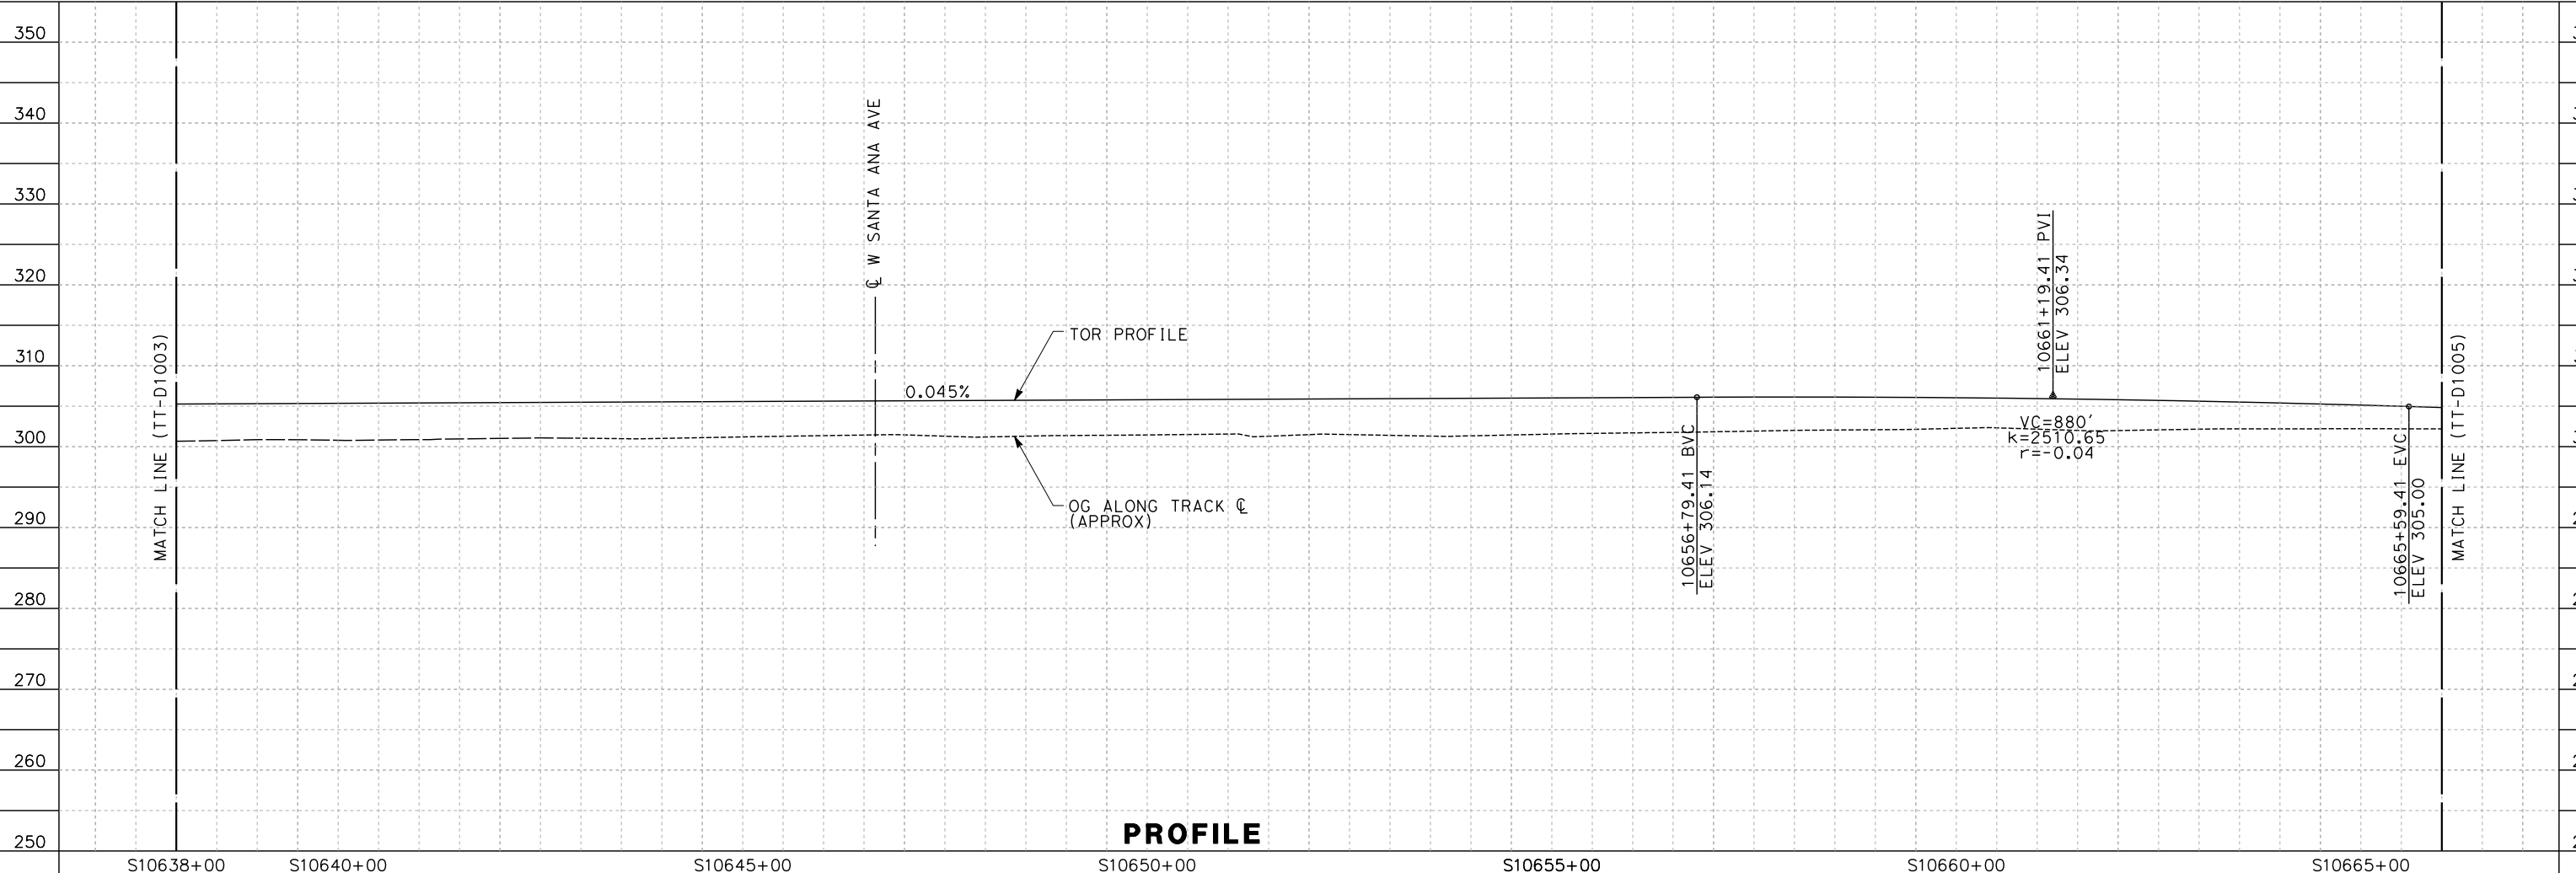 350
340
330
320
310
300
290
280
270
260
250
MATCH LINE (TT-D1003)
℄ W SANTA ANA AVE
0.045%
TOR PROFILE
OG ALONG TRACK ℄
(APPROX)
10656+79.41 BVC
ELEV 306.14
10661+19.41 PVI
ELEV 306.34
VC=880'
k=2510.65
r=-0.04
10665+59.41 EVC
ELEV 305.00
MATCH LINE (TT-D1005)
PROFILE
S10638+00
S10640+00
S10645+00
S10650+00
S10655+00
S10660+00
S10665+00